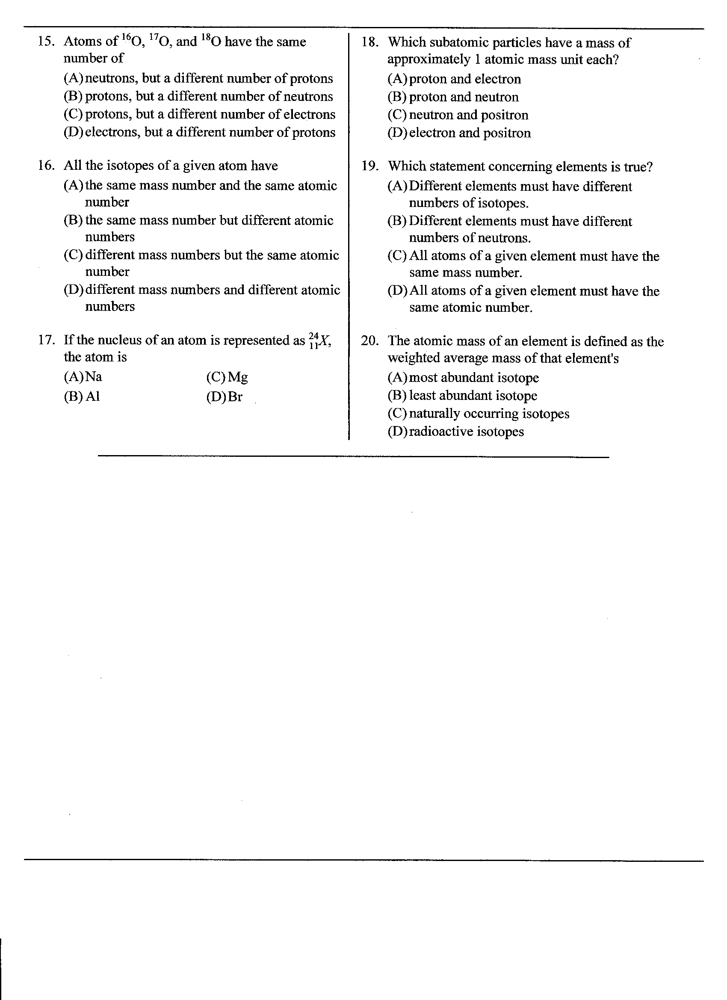 15. Atoms of ¹⁶O, ¹⁷O, and ¹⁸O have the same
number of
(A) neutrons, but a different number of protons
(B) protons, but a different number of neutrons
(C) protons, but a different number of electrons
(D) electrons, but a different number of protons
16. All the isotopes of a given atom have
(A) the same mass number and the same atomic
number
(B) the same mass number but different atomic
numbers
(C) different mass numbers but the same atomic
number
(D) different mass numbers and different atomic
numbers
17. If the nucleus of an atom is represented as ²⁴₁₁X,
the atom is
(A) Na (C) Mg
(B) Al (D) Br
18. Which subatomic particles have a mass of
approximately 1 atomic mass unit each?
(A) proton and electron
(B) proton and neutron
(C) neutron and positron
(D) electron and positron
19. Which statement concerning elements is true?
(A) Different elements must have different
numbers of isotopes.
(B) Different elements must have different
numbers of neutrons.
(C) All atoms of a given element must have the
same mass number.
(D) All atoms of a given element must have the
same atomic number.
20. The atomic mass of an element is defined as the
weighted average mass of that element's
(A) most abundant isotope
(B) least abundant isotope
(C) naturally occurring isotopes
(D) radioactive isotopes